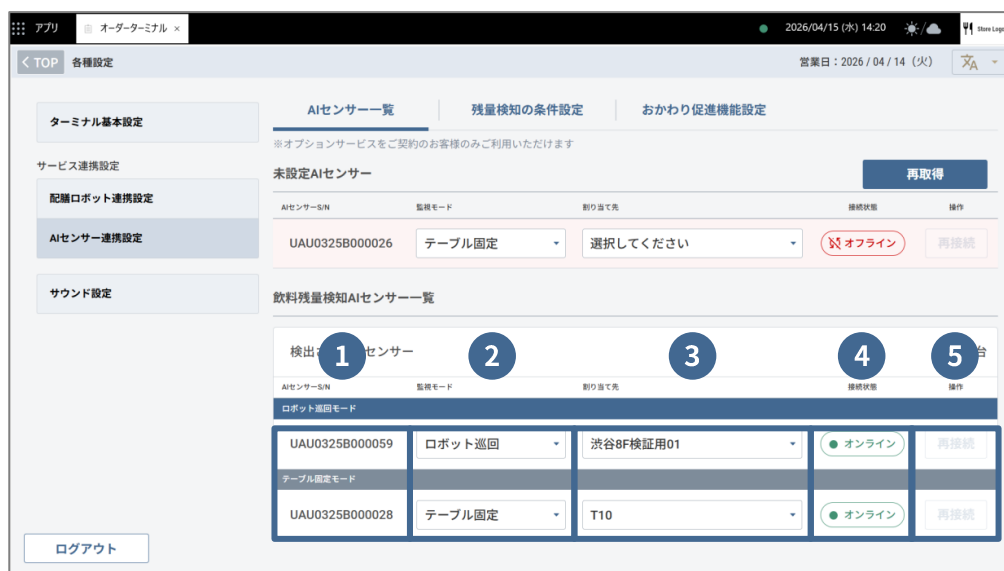 アプリ オーダーターミナル × 2026/04/15 (水) 14:20 Store Logo
< TOP 各種設定 営業日：2026 / 04 / 14 （火）
AIセンサー一覧 残量検知の条件設定 おかわり促進機能設定
ターミナル基本設定
※オプションサービスをご契約のお客様のみご利用いただけます
サービス連携設定
未設定AIセンサー 再取得
配膳ロボット連携設定
AIセンサーS/N 監視モード 割り当て先 接続状態 操作
AIセンサー連携設定
UAU0325B000026 テーブル固定 選択してください オフライン 再接続
サウンド設定
飲料残量検知AIセンサー一覧
検出 センサー 台
1 2 3 4 5
AIセンサーS/N 監視モード 割り当て先 接続状態 操作
ロボット巡回モード
UAU0325B000059 ロボット巡回 渋谷8F検証用01 オンライン 再接続
テーブル固定モード
UAU0325B000028 テーブル固定 T10 オンライン 再接続
ログアウト